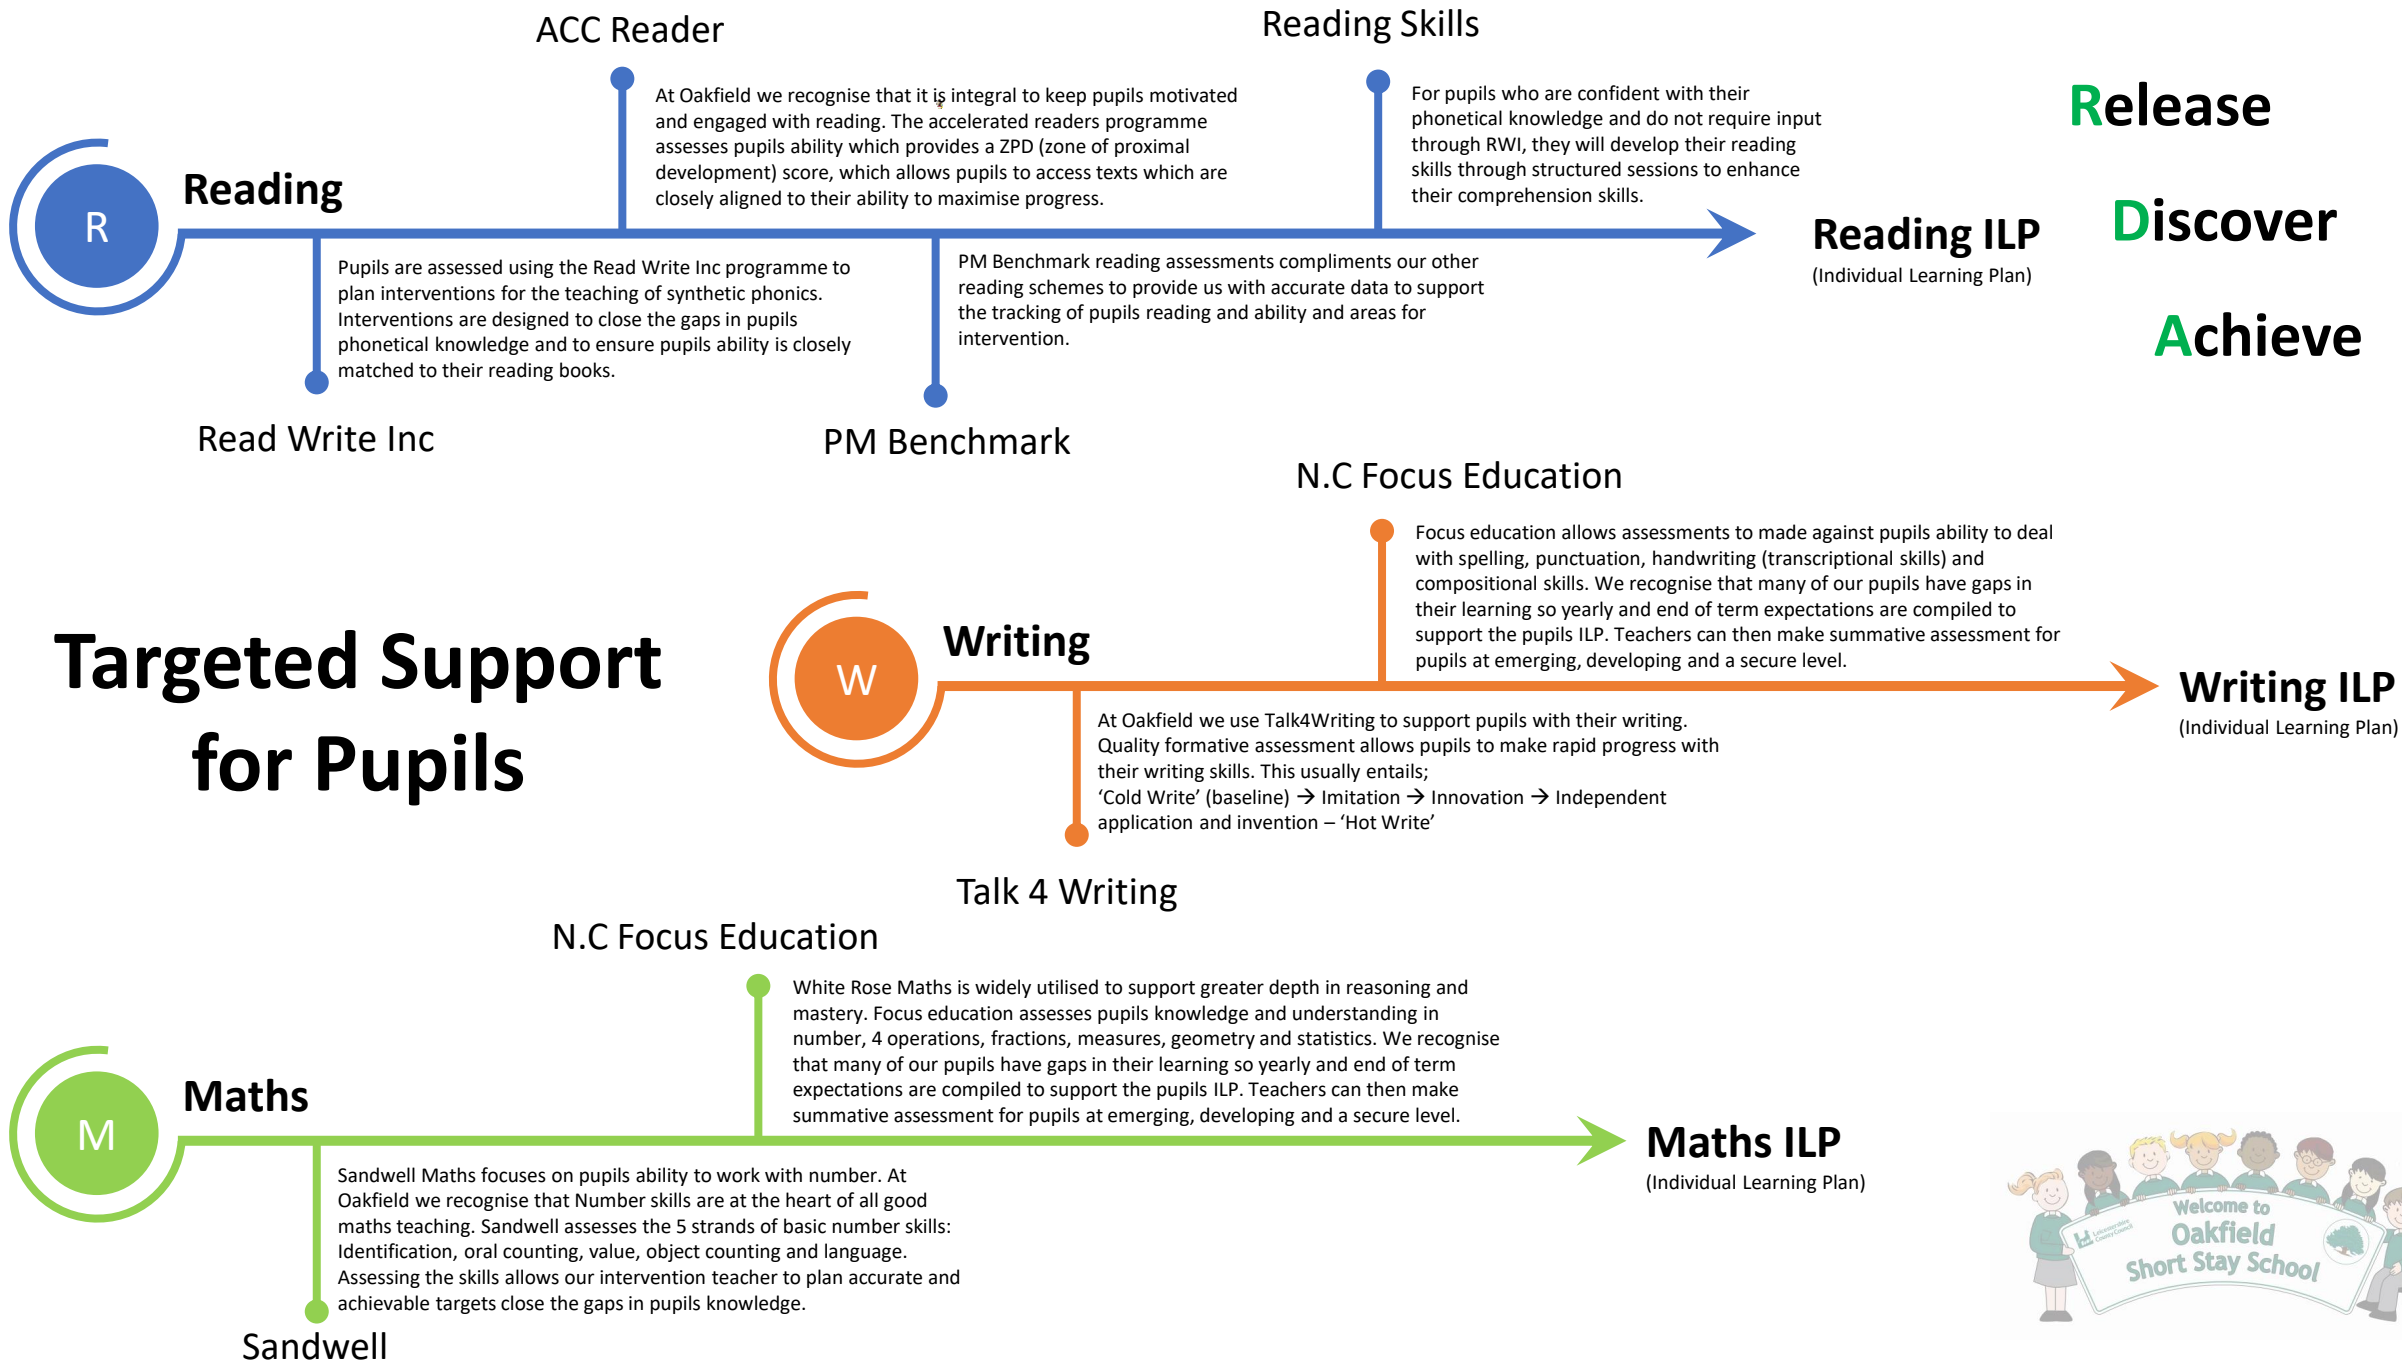 ACC Reader
At Oakfield we recognise that it is integral to keep pupils motivated
and engaged with reading. The accelerated readers programme
assesses pupils ability which provides a ZPD (zone of proximal
development) score, which allows pupils to access texts which are
closely aligned to their ability to maximise progress.
Reading Skills
For pupils who are confident with their
phonetical knowledge and do not require input
through RWI, they will develop their reading
skills through structured sessions to enhance
their comprehension skills.
Release
Discover
Achieve
R
Reading
Reading ILP
(Individual Learning Plan)
Pupils are assessed using the Read Write Inc programme to
plan interventions for the teaching of synthetic phonics.
Interventions are designed to close the gaps in pupils
phonetical knowledge and to ensure pupils ability is closely
matched to their reading books.
Read Write Inc
PM Benchmark reading assessments compliments our other
reading schemes to provide us with accurate data to support
the tracking of pupils reading and ability and areas for
intervention.
PM Benchmark
Targeted Support
for Pupils
N.C Focus Education
Focus education allows assessments to made against pupils ability to deal
with spelling, punctuation, handwriting (transcriptional skills) and
compositional skills. We recognise that many of our pupils have gaps in
their learning so yearly and end of term expectations are compiled to
support the pupils ILP. Teachers can then make summative assessment for
pupils at emerging, developing and a secure level.
W
Writing
Writing ILP
(Individual Learning Plan)
At Oakfield we use Talk4Writing to support pupils with their writing.
Quality formative assessment allows pupils to make rapid progress with
their writing skills. This usually entails;
‘Cold Write’ (baseline) → Imitation → Innovation → Independent
application and invention – ‘Hot Write’
Talk 4 Writing
N.C Focus Education
White Rose Maths is widely utilised to support greater depth in reasoning and
mastery. Focus education assesses pupils knowledge and understanding in
number, 4 operations, fractions, measures, geometry and statistics. We recognise
that many of our pupils have gaps in their learning so yearly and end of term
expectations are compiled to support the pupils ILP. Teachers can then make
summative assessment for pupils at emerging, developing and a secure level.
M
Maths
Maths ILP
(Individual Learning Plan)
Sandwell Maths focuses on pupils ability to work with number. At
Oakfield we recognise that Number skills are at the heart of all good
maths teaching. Sandwell assesses the 5 strands of basic number skills:
Identification, oral counting, value, object counting and language.
Assessing the skills allows our intervention teacher to plan accurate and
achievable targets close the gaps in pupils knowledge.
Sandwell
Welcome to
Oakfield
Short Stay School
Leicestershire
County Council